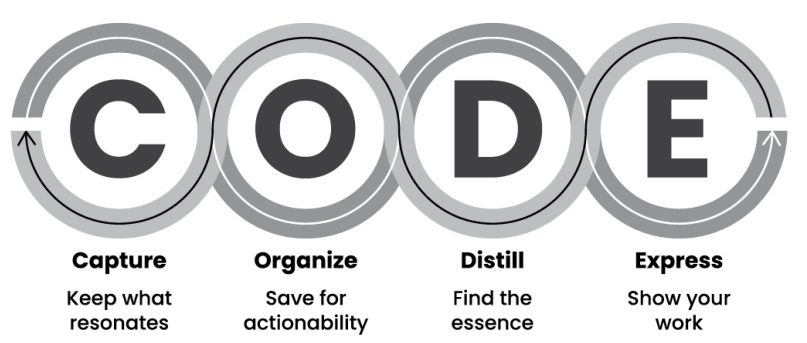 C O D E
Capture Organize Distill Express
Keep what Save for Find the Show your
resonates actionability essence work